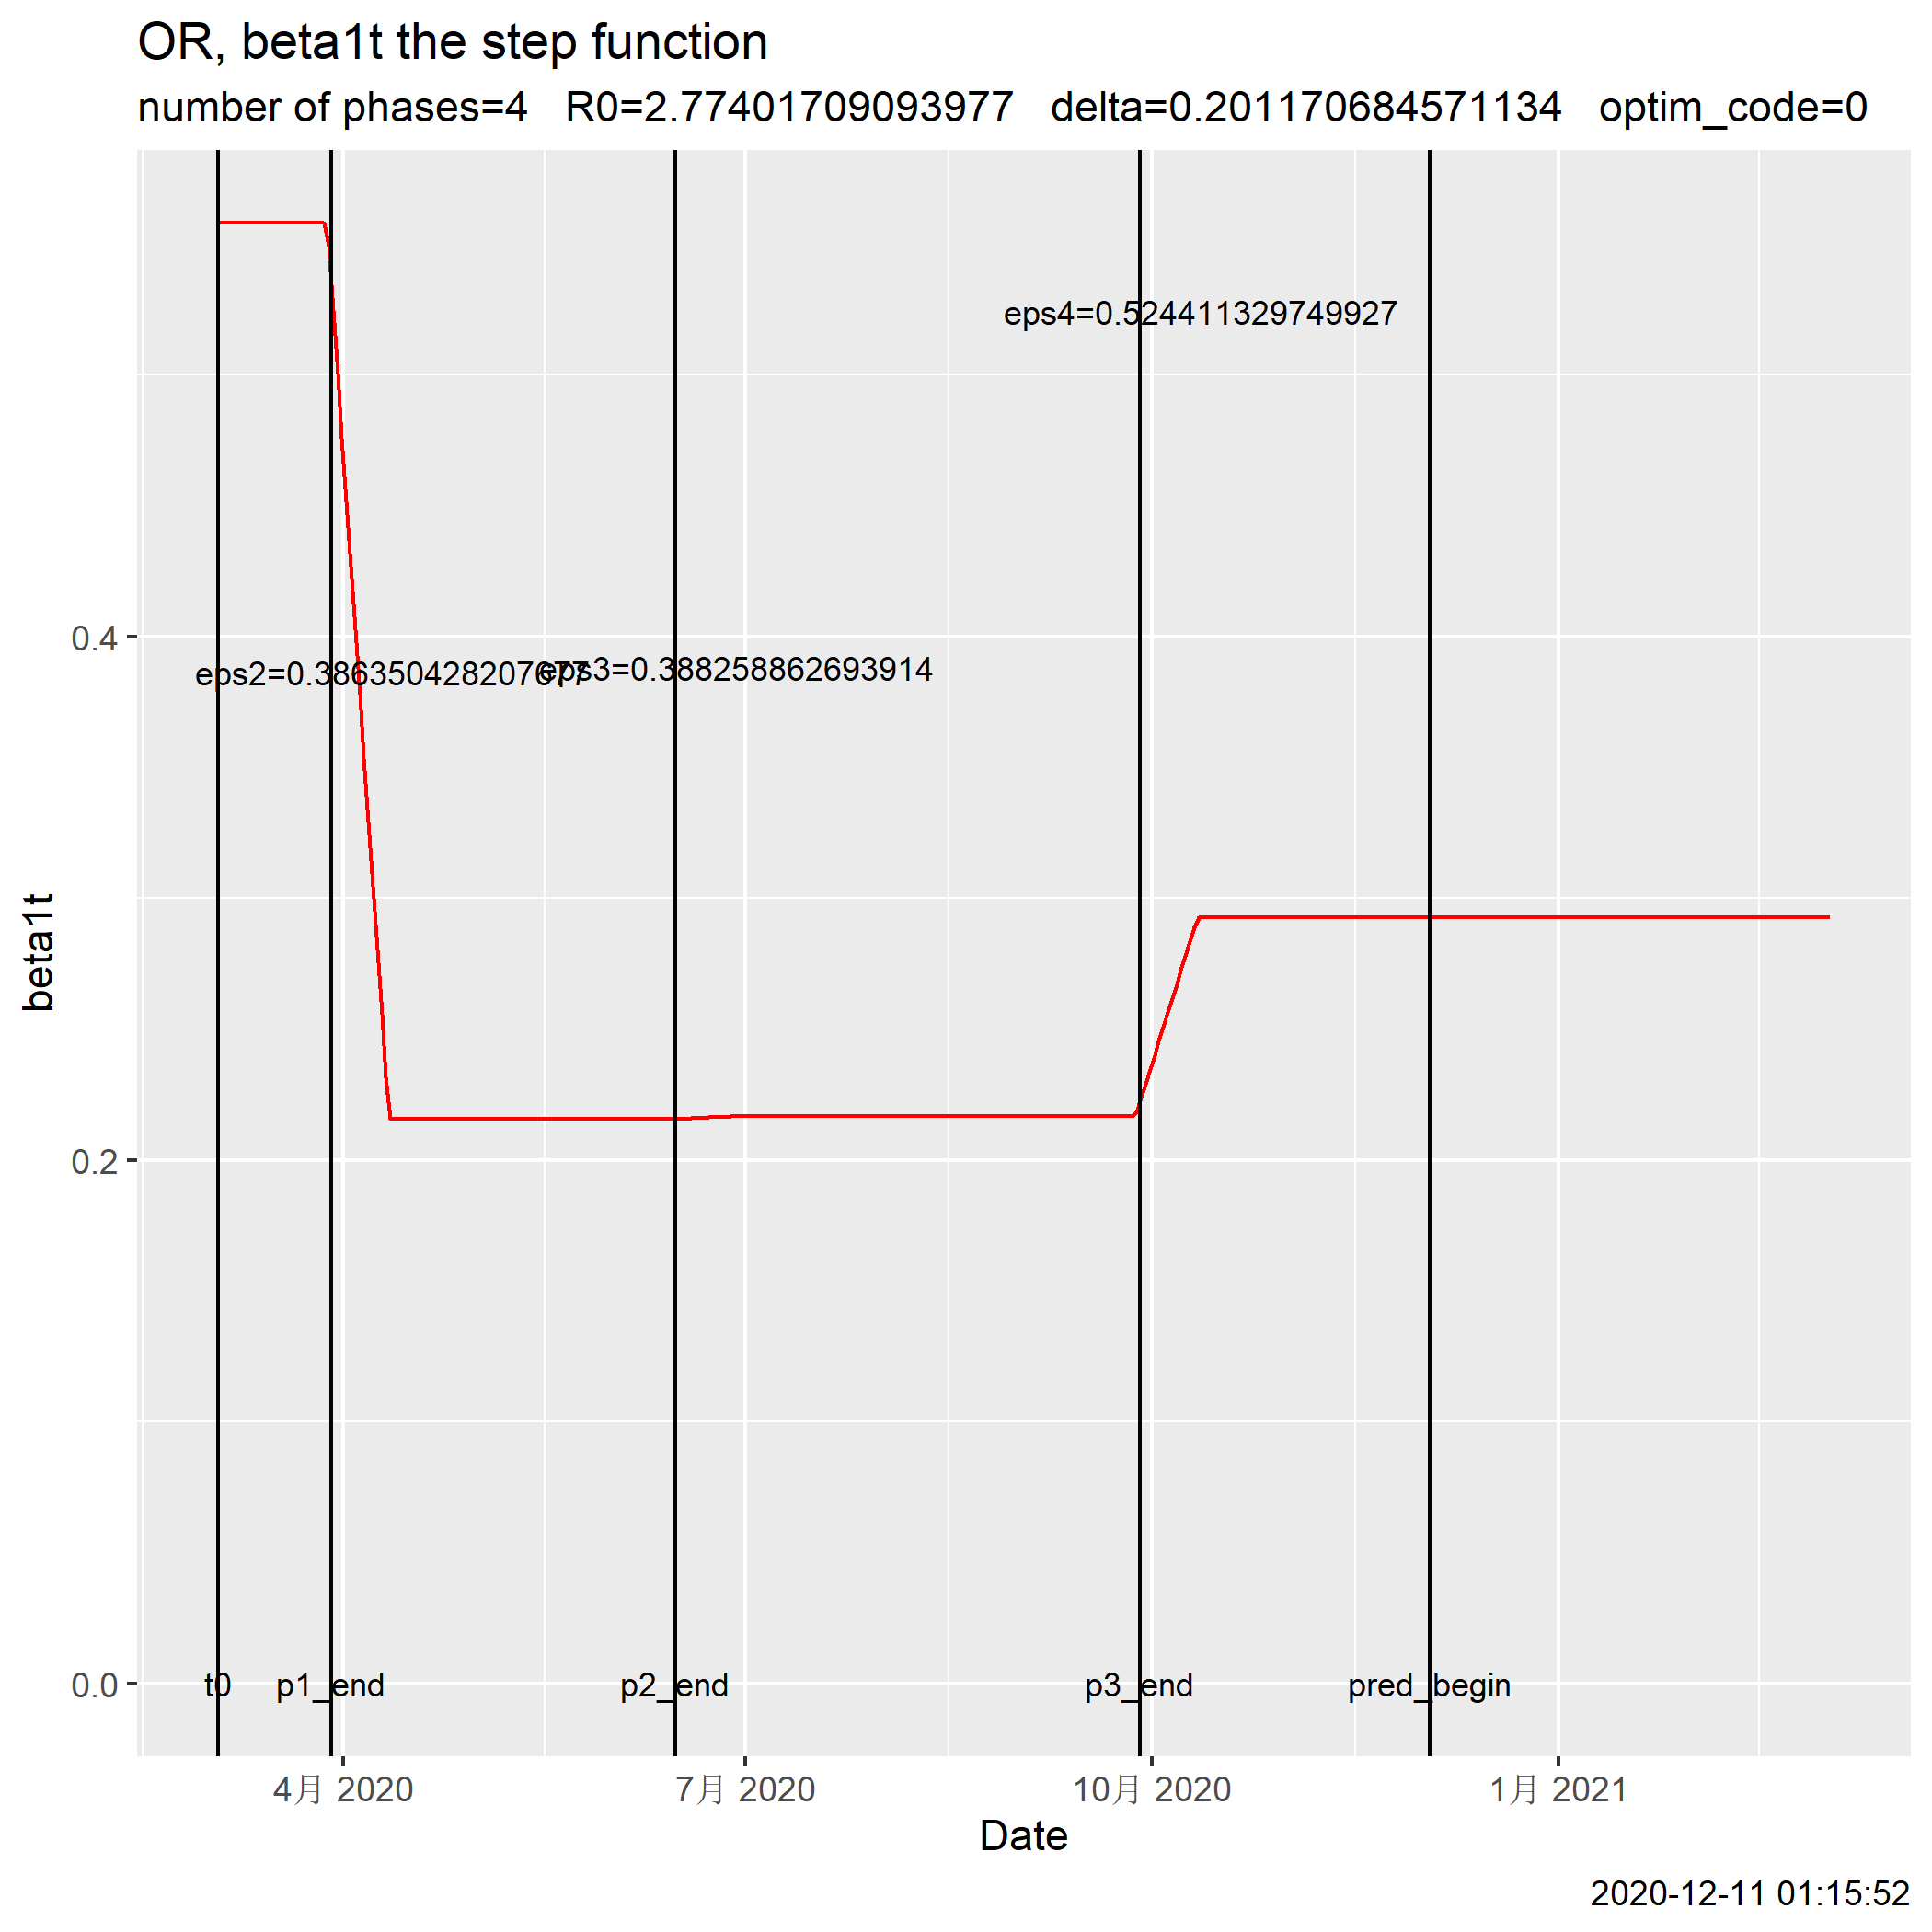 OR, beta1t the step function
number of phases=4 R0=2.77401709093977 delta=0.201170684571134 optim_code=0
eps4=0.524411329749927
0.4
eps2=0.386350428207677
eps3=0.388258862693914
beta1t
0.2
0.0
t0 p1_end p2_end p3_end pred_begin
4月 2020 7月 2020 10月 2020 1月 2021
Date
2020-12-11 01:15:52